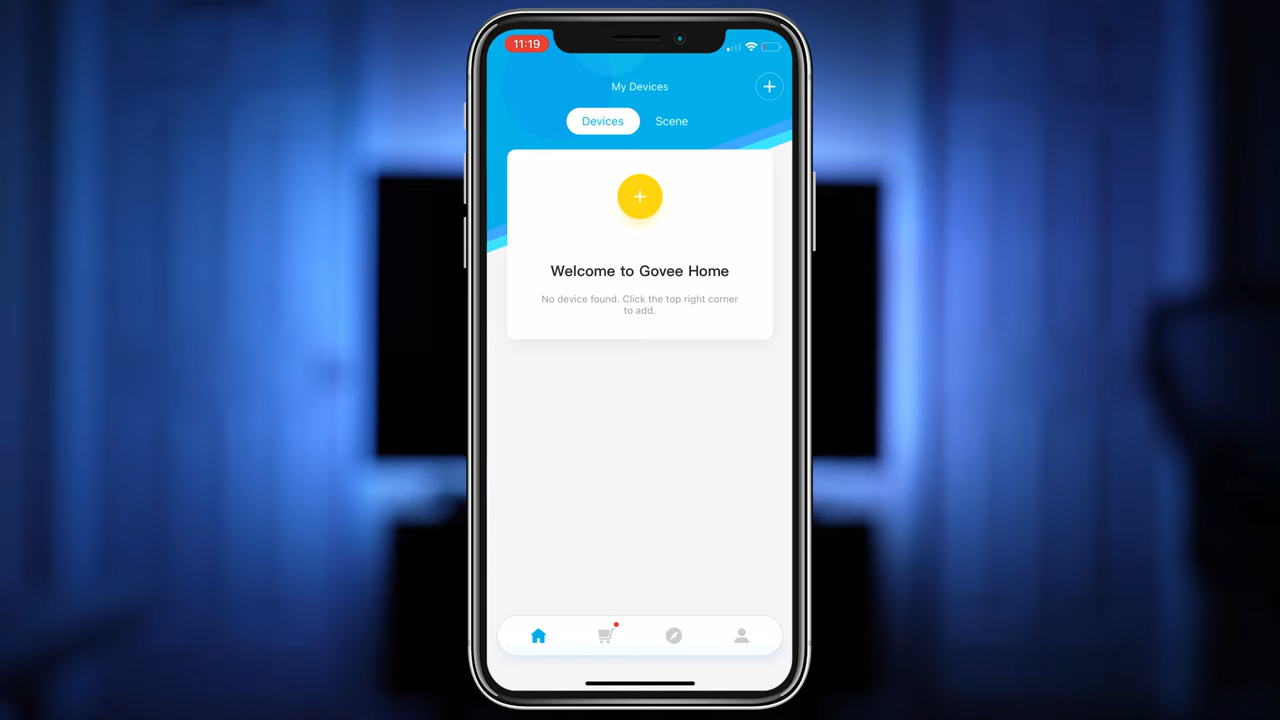 11:19
My Devices
Devices
Scene
Welcome to Govee Home
No device found. Click the top right corner
to add.